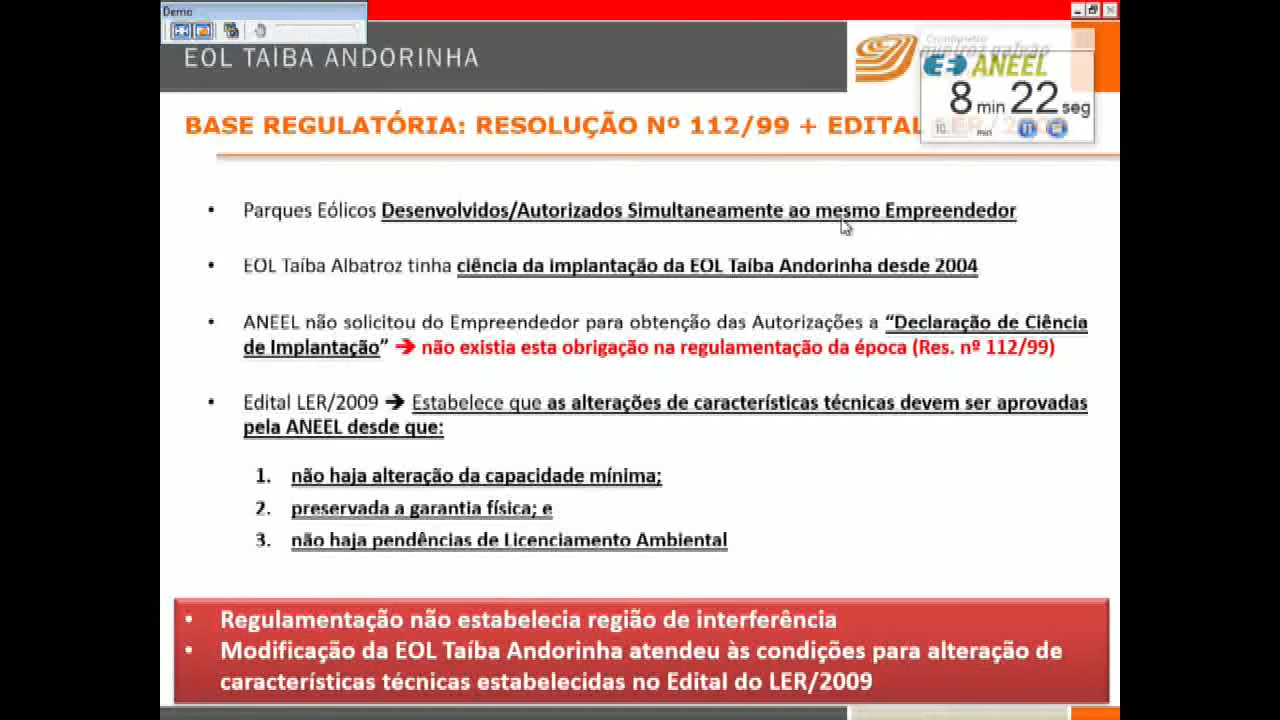 Demo
EOL TAÍBA ANDORINHA
Cronômetro
queiroz galvão
ANEEL
8 min 22 seg
10
min
BASE REGULATÓRIA: RESOLUÇÃO Nº 112/99 + EDITAL
• Parques Eólicos Desenvolvidos/Autorizados Simultaneamente ao mesmo Empreendedor
• EOL Taíba Albatroz tinha ciência da implantação da EOL Taíba Andorinha desde 2004
• ANEEL não solicitou do Empreendedor para obtenção das Autorizações a “Declaração de Ciência
de Implantação” ➔ não existia esta obrigação na regulamentação da época (Res. nº 112/99)
• Edital LER/2009 ➔ Estabelece que as alterações de características técnicas devem ser aprovadas
pela ANEEL desde que:
1. não haja alteração da capacidade mínima;
2. preservada a garantia física; e
3. não haja pendências de Licenciamento Ambiental
• Regulamentação não estabelecia região de interferência
• Modificação da EOL Taíba Andorinha atendeu às condições para alteração de
características técnicas estabelecidas no Edital do LER/2009